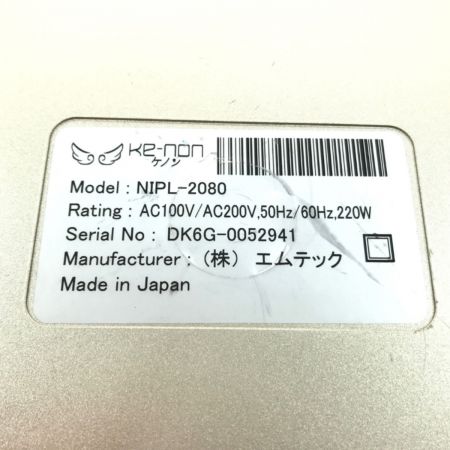 Ke-non
ケノン
Model : NIPL-2080
Rating : AC100V/AC200V,50Hz/60Hz,220W
Serial No : DK6G-0052941
Manufacturer : (株) エムテック
Made in Japan